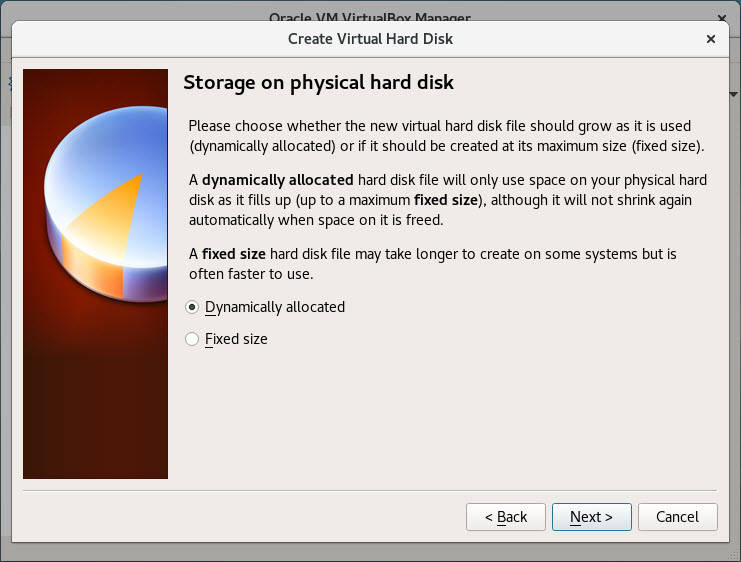 Oracle VM VirtualBox Manager
Create Virtual Hard Disk
Storage on physical hard disk
Please choose whether the new virtual hard disk file should grow as it is used
(dynamically allocated) or if it should be created at its maximum size (fixed size).
A dynamically allocated hard disk file will only use space on your physical hard
disk as it fills up (up to a maximum fixed size), although it will not shrink again
automatically when space on it is freed.
A fixed size hard disk file may take longer to create on some systems but is
often faster to use.
Dynamically allocated
Fixed size
< Back
Next >
Cancel